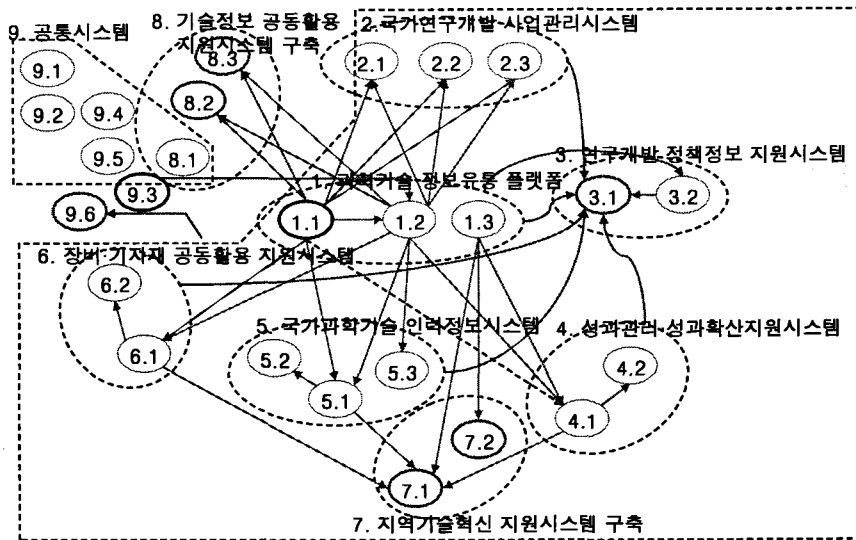 9. 공통시스템
9.1
9.2
9.4
9.5
9.3
9.6
8. 기술정보 공동활용
지원시스템 구축
8.3
8.2
8.1
2. 국가연구개발 사업관리시스템
2.1
2.2
2.3
3. 연구개발 정책정보 지원시스템
3.1
3.2
1. 과학기술 정보유통 플랫폼
1.1
1.2
1.3
6. 장비 기자재 공동활용 지원시스템
6.2
6.1
5. 국가과학기술 인력정보시스템
5.2
5.3
5.1
4. 성과관리 성과확산지원시스템
4.2
4.1
7.2
7.1
7. 지역기술혁신 지원시스템 구축